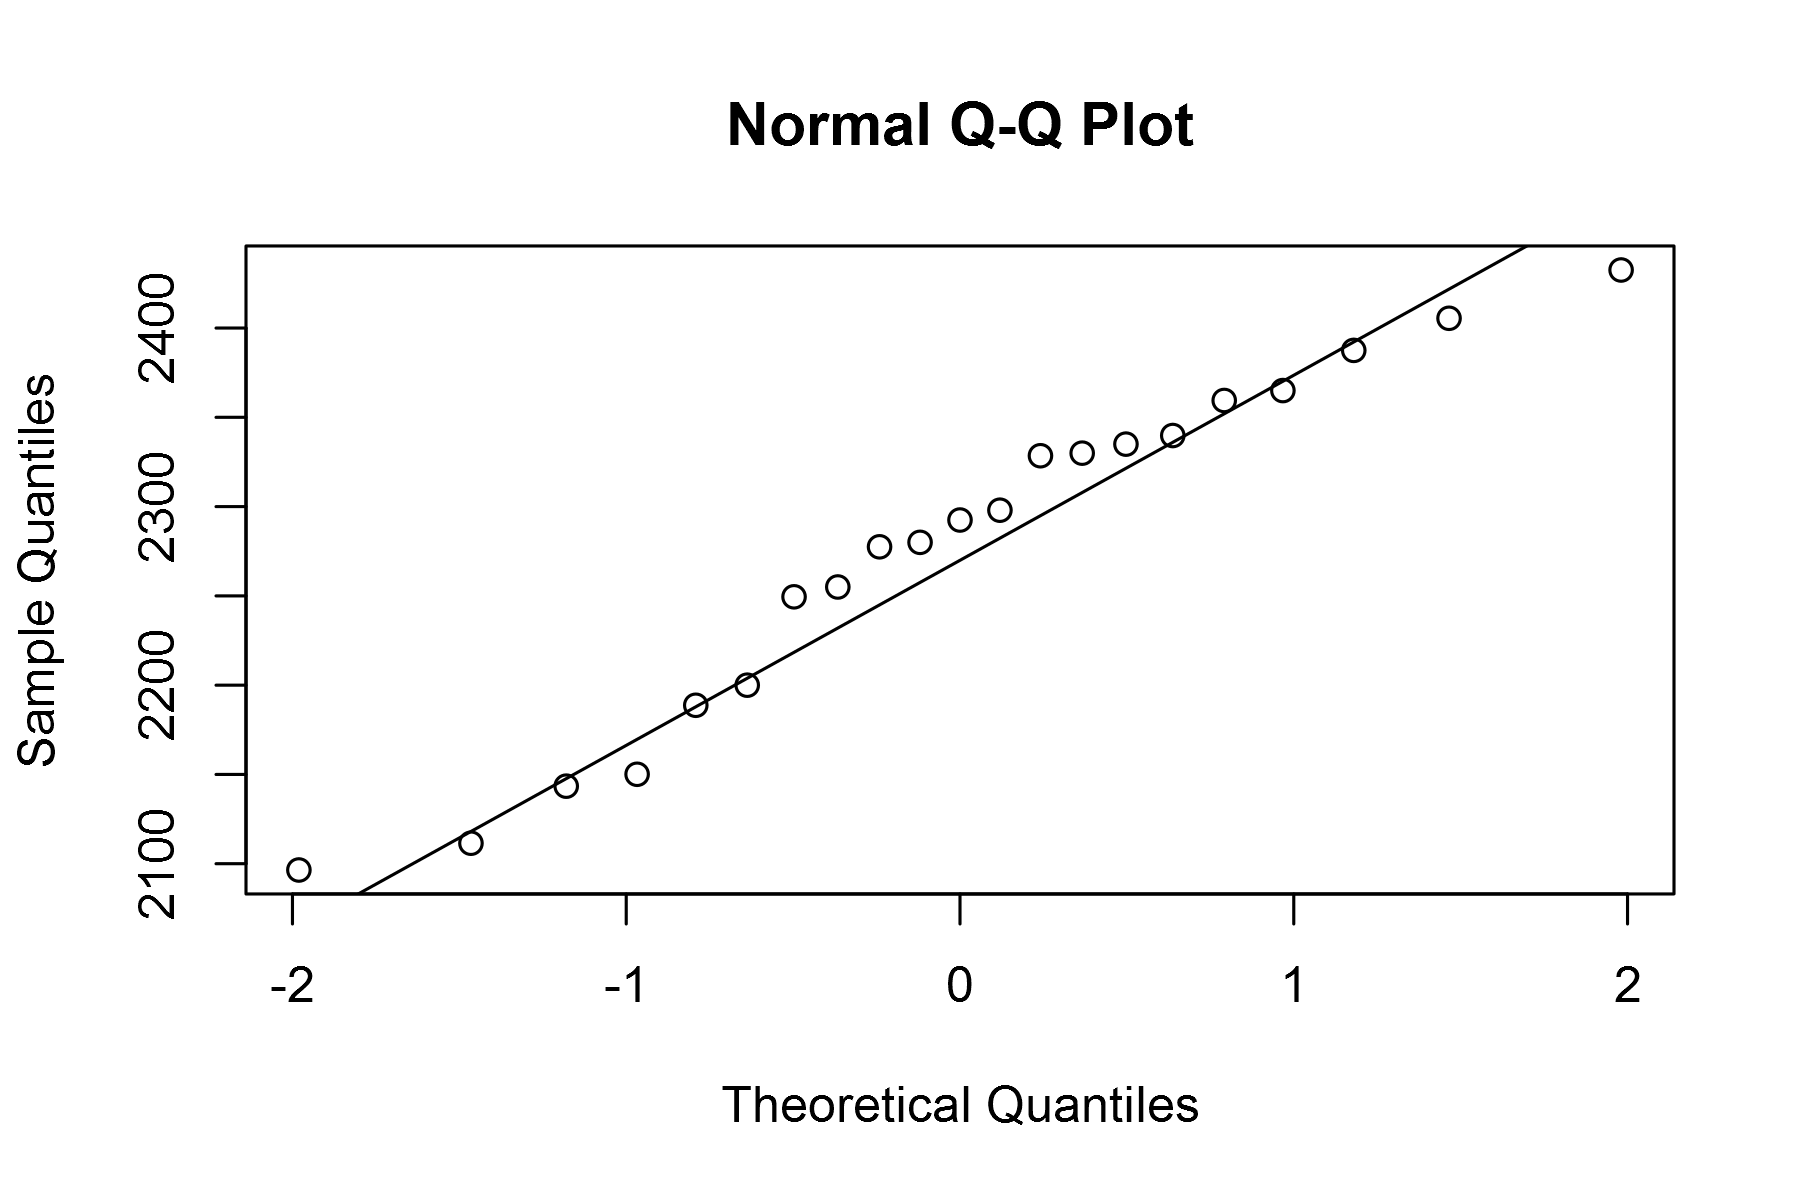 Normal Q-Q Plot
Sample Quantiles
2400
2300
2200
2100
-2 -1 0 1 2
Theoretical Quantiles